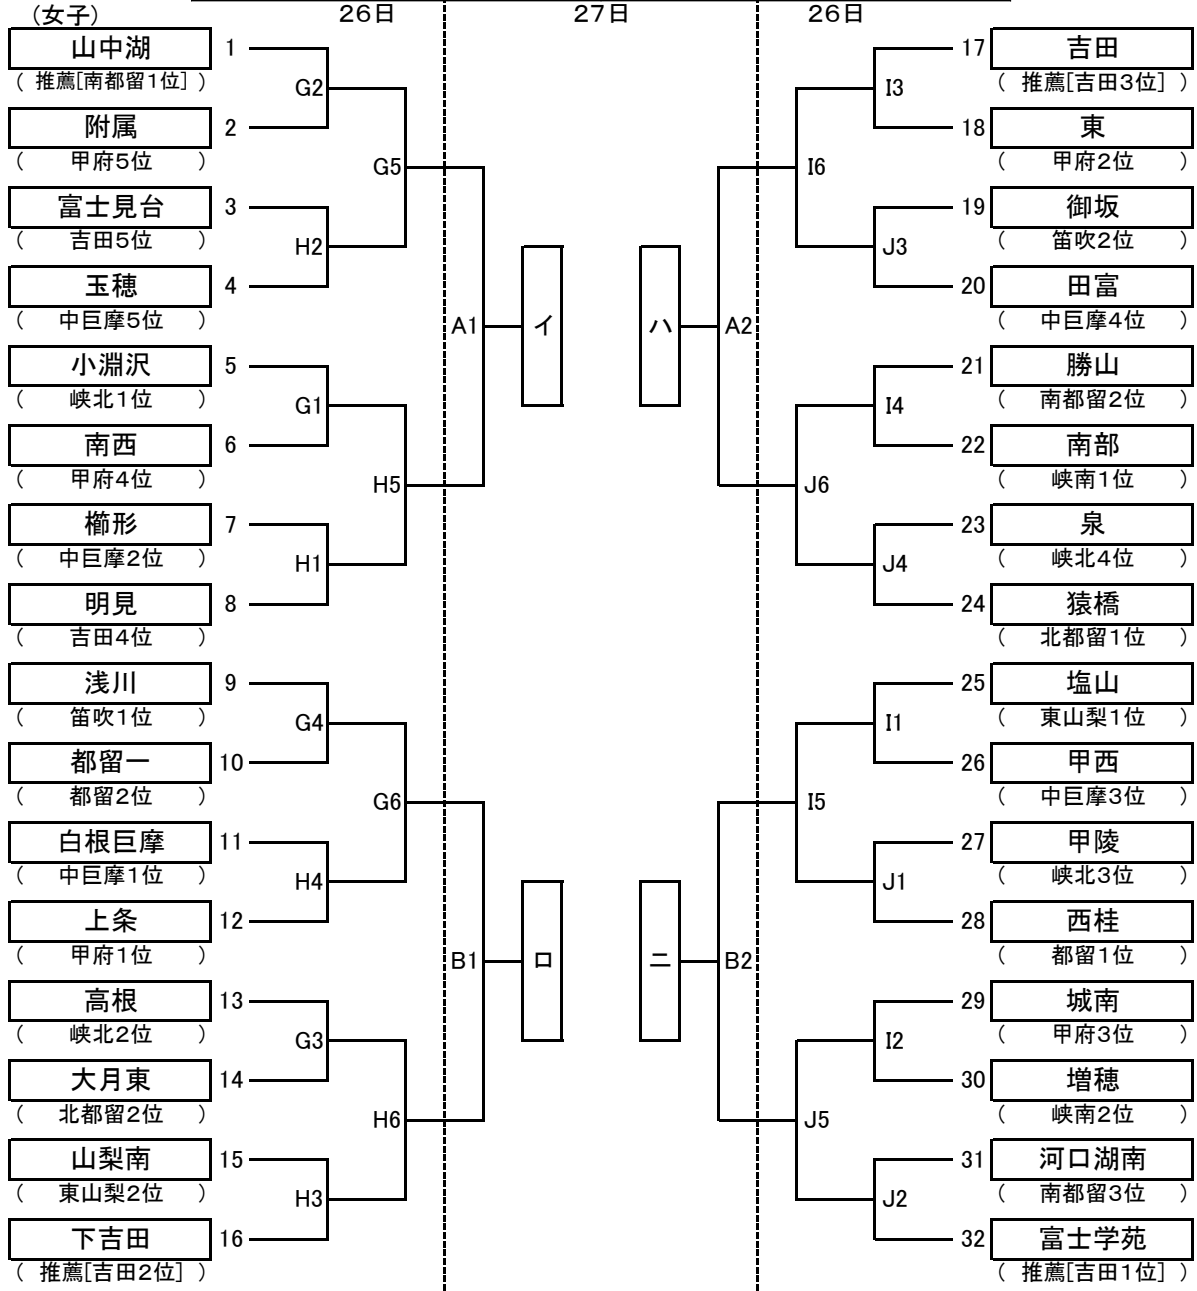 (女子)
26日
27日
26日
山中湖 1
( 推薦[南都留1位] )
G2
附属 2
( 甲府5位 )
G5
富士見台 3
( 吉田5位 )
H2
玉穂 4
( 中巨摩5位 )
A1
イ
小淵沢 5
( 峡北1位 )
G1
南西 6
( 甲府4位 )
H5
櫛形 7
( 中巨摩2位 )
H1
明見 8
( 吉田4位 )
浅川 9
( 笛吹1位 )
G4
都留一 10
( 都留2位 )
G6
白根巨摩 11
( 中巨摩1位 )
H4
上条 12
( 甲府1位 )
B1
ロ
高根 13
( 峡北2位 )
G3
大月東 14
( 北都留2位 )
H6
山梨南 15
( 東山梨2位 )
H3
下吉田 16
( 推薦[吉田2位] )
17 吉田
( 推薦[吉田3位] )
I3
18 東
( 甲府2位 )
I6
19 御坂
( 笛吹2位 )
J3
20 田富
( 中巨摩4位 )
ハ
A2
21 勝山
( 南都留2位 )
I4
22 南部
( 峡南1位 )
J6
23 泉
( 峡北4位 )
J4
24 猿橋
( 北都留1位 )
25 塩山
( 東山梨1位 )
I1
26 甲西
( 中巨摩3位 )
I5
27 甲陵
( 峡北3位 )
J1
28 西桂
( 都留1位 )
ニ
B2
29 城南
( 甲府3位 )
I2
30 増穂
( 峡南2位 )
J5
31 河口湖南
( 南都留3位 )
J2
32 富士学苑
( 推薦[吉田1位] )